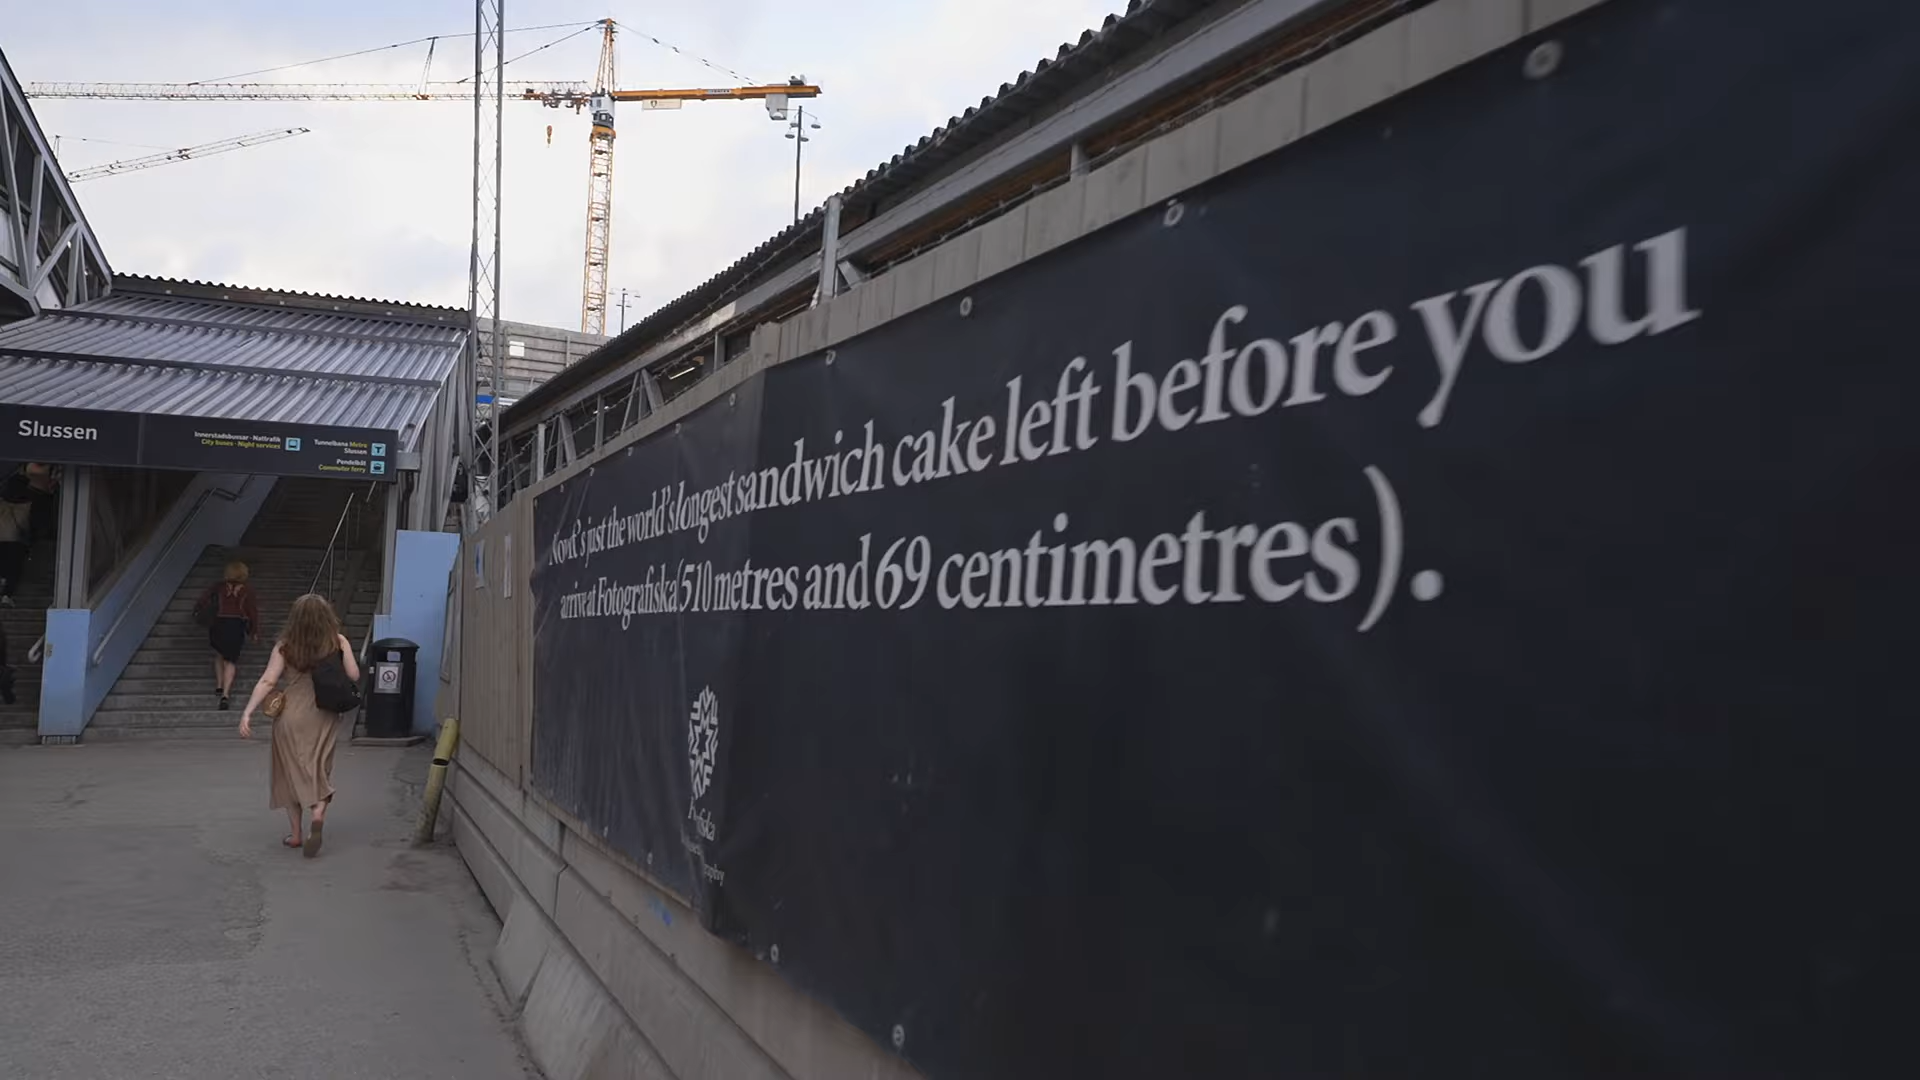 Now it's just the world's longest sandwich cake left before you
arrive at Fotografiska (510 metres and 69 centimetres).
Slussen
Innerstadsbussar · Nattrafik
City buses · Night services
Tunnelbana Metro
Slussen
Pendelbåt
Commuter ferry